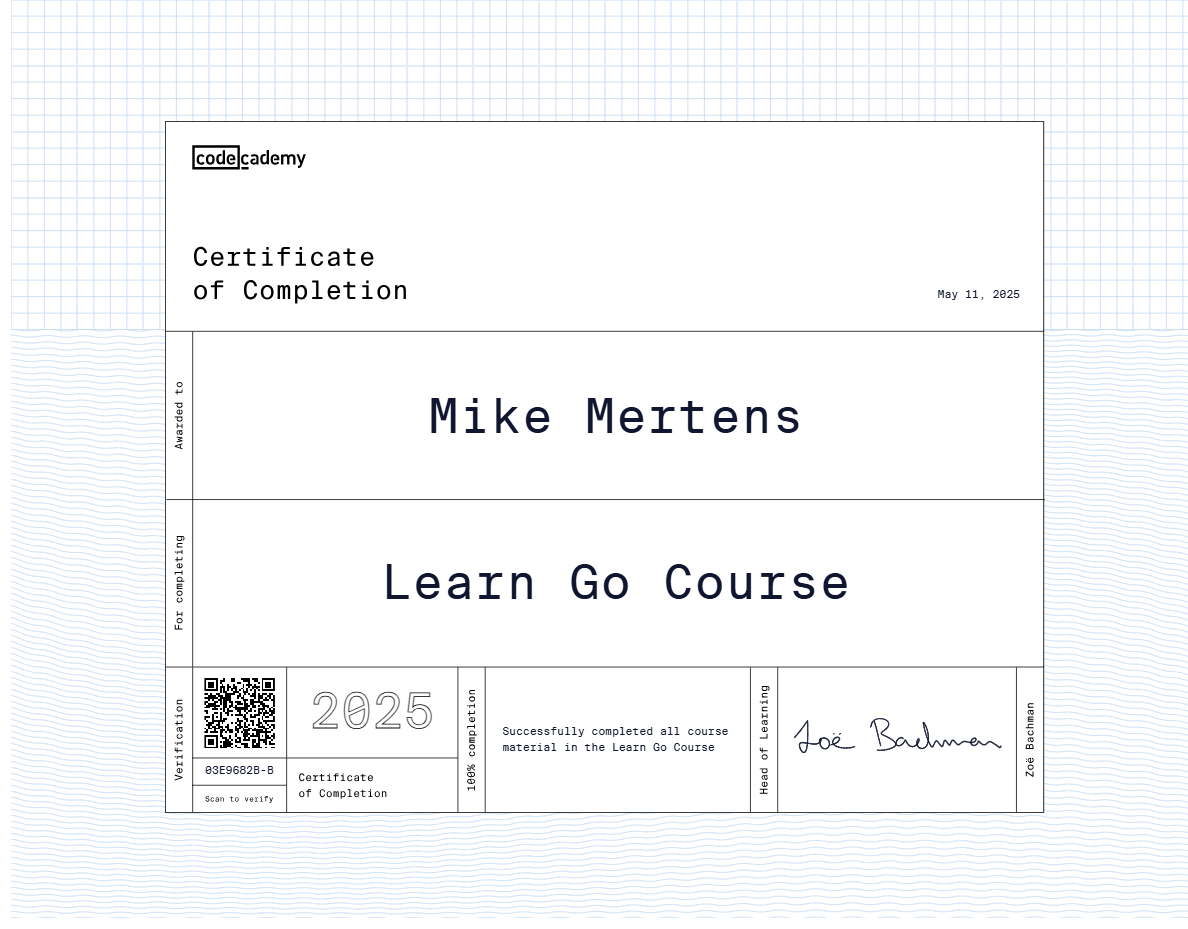 codecademy
Certificate
of Completion
May 11, 2025
Awarded to
Mike Mertens
For completing
Learn Go Course
Verification
03E9682B-B
Scan to verify
2025
Certificate
of Completion
100% completion
Successfully completed all course
material in the Learn Go Course
Head of Learning
Zoë Bachman
Zoë Bachman